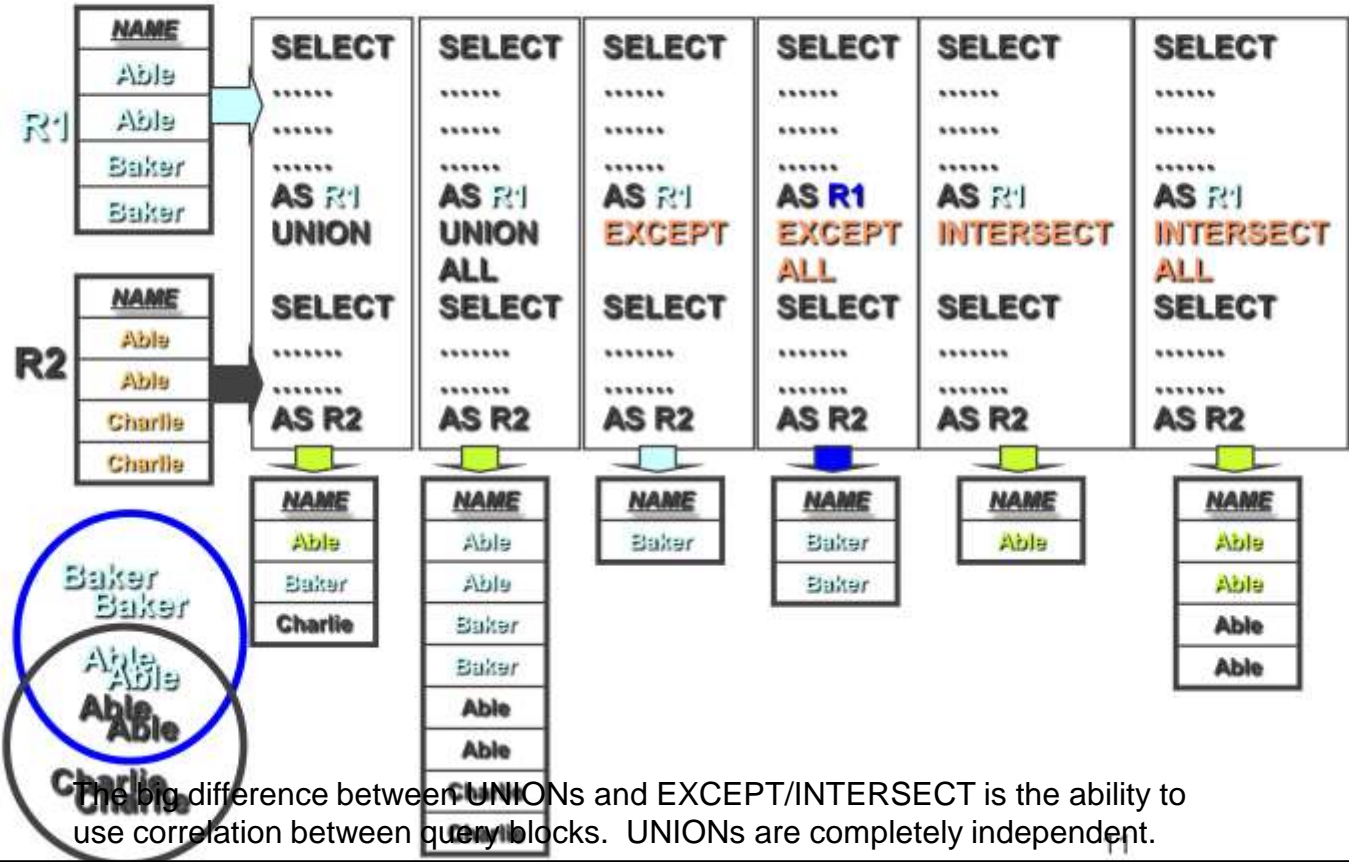 NAME
Able
Able
Baker
Baker
R1
NAME
Able
Able
Charlie
Charlie
R2
SELECT
......
......
......
AS R1
UNION
SELECT
.......
.......
AS R2
SELECT
......
......
......
AS R1
UNION
ALL
SELECT
.......
.......
AS R2
SELECT
......
......
......
AS R1
EXCEPT
SELECT
.......
.......
AS R2
SELECT
......
......
......
AS R1
EXCEPT
ALL
SELECT
.......
.......
AS R2
SELECT
......
......
......
AS R1
INTERSECT
SELECT
.......
.......
AS R2
SELECT
......
......
......
AS R1
INTERSECT
ALL
SELECT
.......
.......
AS R2
NAME
Able
Baker
Charlie
NAME
Able
Able
Baker
Baker
Able
Able
Charlie
Charlie
NAME
Baker
NAME
Baker
Baker
NAME
Able
NAME
Able
Able
Able
Able
Baker
Baker
Able
Able
Able
Able
Charlie
Charlie
The big difference between UNIONs and EXCEPT/INTERSECT is the ability to
use correlation between query blocks. UNIONs are completely independent.
11